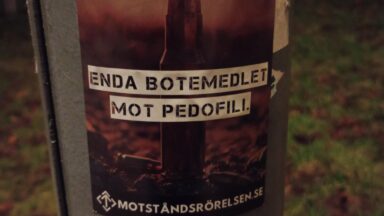 ENDA BOTEMEDLET
MOT PEDOFILI.
MOTSTÅNDSRÖRELSEN.SE